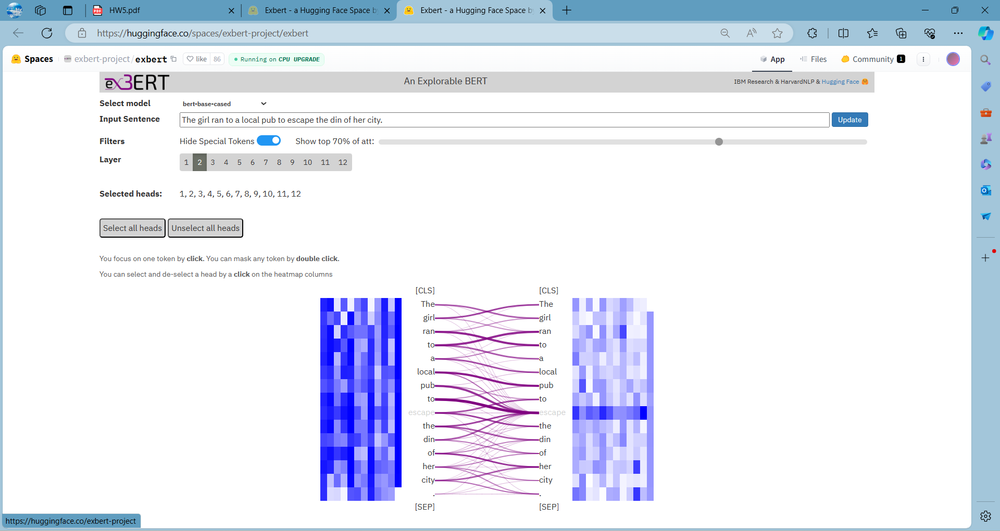 HW5.pdf
Exbert - a Hugging Face Space b
Exbert - a Hugging Face Space b
https://huggingface.co/spaces/exbert-project/exbert
Spaces exbert-project/exbert like 86 Running on CPU UPGRADE App Files Community 1
exBERT An Explorable BERT IBM Research & HarvardNLP & Hugging Face
Select model bert-base-cased
Input Sentence The girl ran to a local pub to escape the din of her city. Update
Filters Hide Special Tokens Show top 70% of att:
Layer 1 2 3 4 5 6 7 8 9 10 11 12
Selected heads: 1, 2, 3, 4, 5, 6, 7, 8, 9, 10, 11, 12
Select all heads Unselect all heads
You focus on one token by click. You can mask any token by double click.
You can select and de-select a head by a click on the heatmap columns
[CLS] [CLS]
The The
girl girl
ran ran
to to
a a
local local
pub pub
to to
escape escape
the the
din din
of of
her her
city city
. .
[SEP] [SEP]
https://huggingface.co/exbert-project